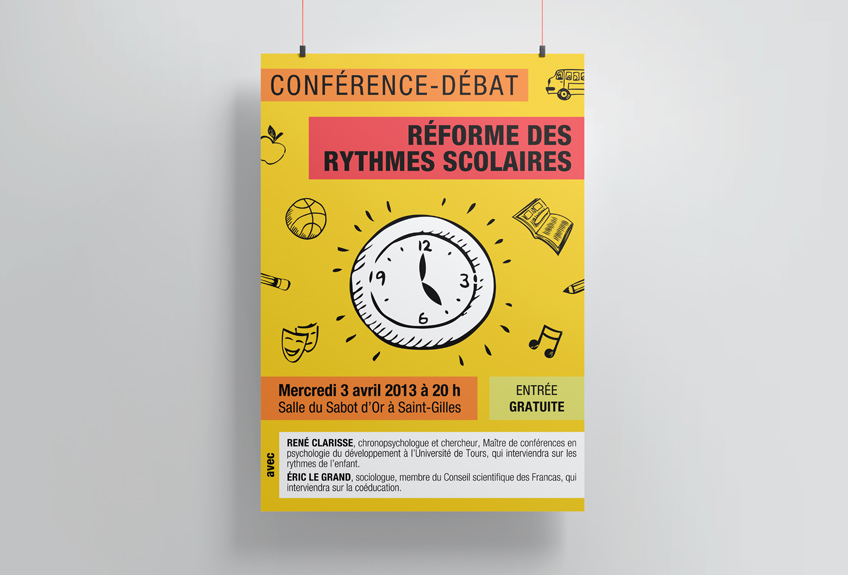 CONFÉRENCE-DÉBAT
RÉFORME DES
RYTHMES SCOLAIRES
12
9
3
6
Mercredi 3 avril 2013 à 20 h
Salle du Sabot d'Or à Saint-Gilles
ENTRÉE
GRATUITE
avec
RENÉ CLARISSE, chronopsychologue et chercheur, Maître de conférences en
psychologie du développement à l'Université de Tours, qui interviendra sur les
rythmes de l'enfant.
ÉRIC LE GRAND, sociologue, membre du Conseil scientifique des Francas, qui
interviendra sur la coéducation.